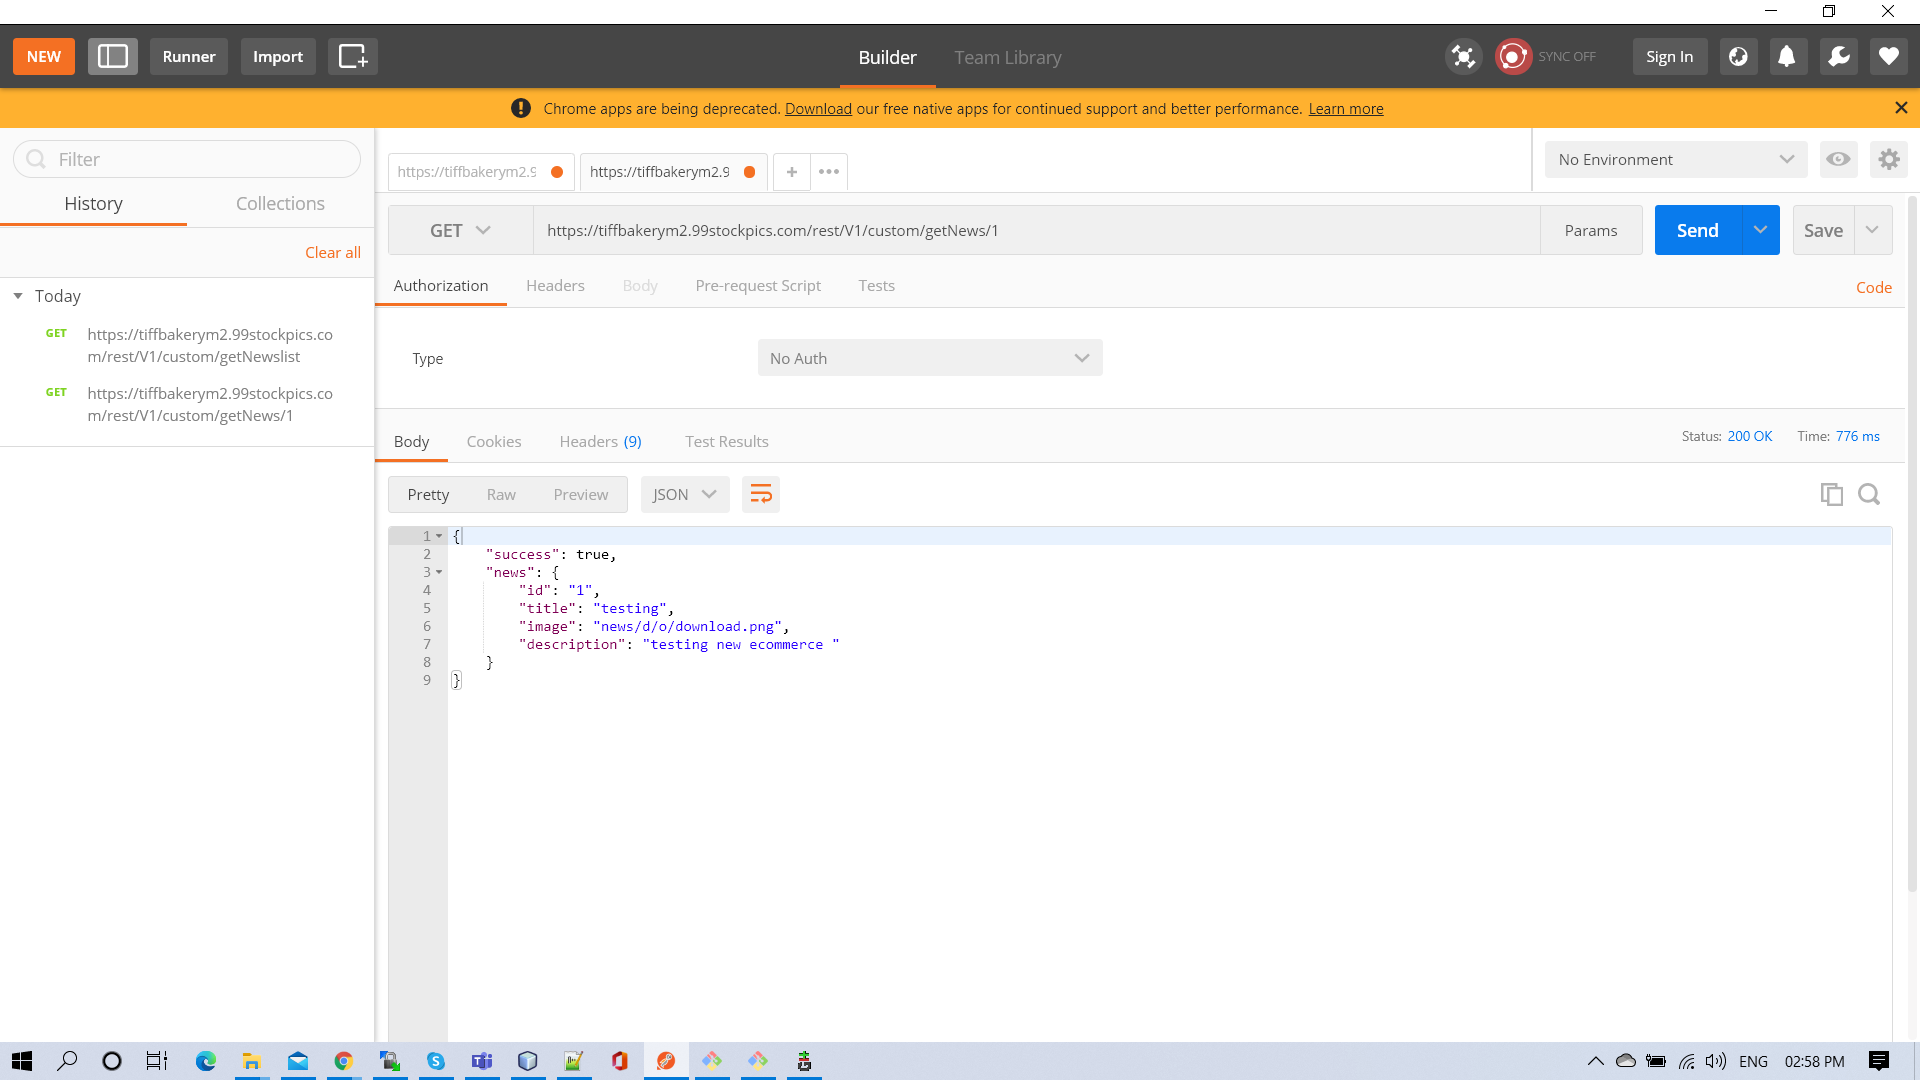 NEW
Runner
Import
Builder
Team Library
SYNC OFF
Sign In
Chrome apps are being deprecated. Download our free native apps for continued support and better performance. Learn more
Filter
History
Collections
Clear all
Today
GET
https://tiffbakerym2.99stockpics.co
m/rest/V1/custom/getNewslist
GET
https://tiffbakerym2.99stockpics.co
m/rest/V1/custom/getNews/1
https://tiffbakerym2.9
https://tiffbakerym2.9
No Environment
GET
https://tiffbakerym2.99stockpics.com/rest/V1/custom/getNews/1
Params
Send
Save
Authorization
Headers
Body
Pre-request Script
Tests
Code
Type
No Auth
Body
Cookies
Headers (9)
Test Results
Status: 200 OK
Time: 776 ms
Pretty
Raw
Preview
JSON
1 {
2 "success": true,
3 "news": {
4 "id": "1",
5 "title": "testing",
6 "image": "news/d/o/download.png",
7 "description": "testing new ecommerce "
8 }
9 }
ENG
02:58 PM